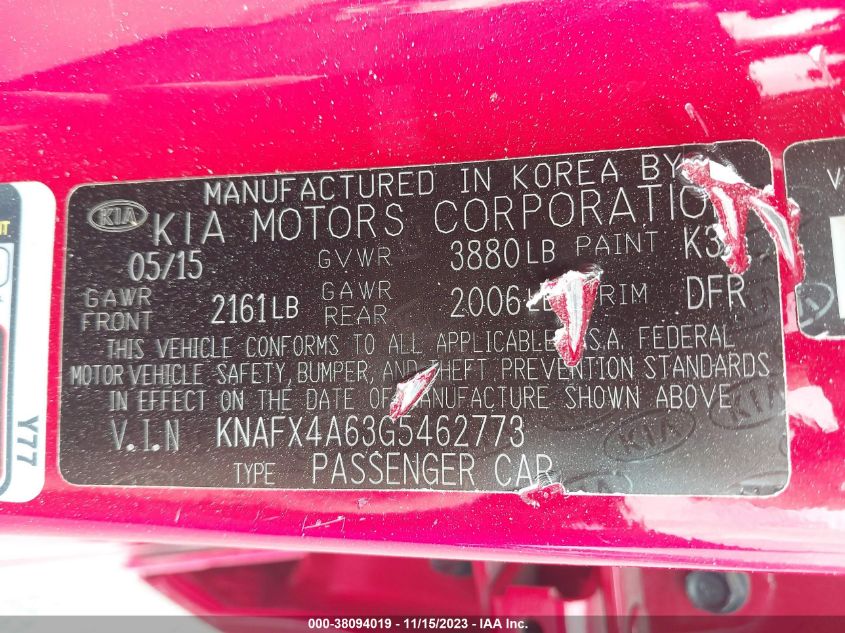 MANUFACTURED IN KOREA BY
KIA KIA MOTORS CORPORATION
05/15 GVWR 3880LB PAINT K3
GAWR FRONT 2161LB GAWR REAR 2006LB TRIM DFR
THIS VEHICLE CONFORMS TO ALL APPLICABLE U.S.A. FEDERAL
MOTOR VEHICLE SAFETY, BUMPER, AND THEFT PREVENTION STANDARDS
IN EFFECT ON THE DATE OF MANUFACTURE SHOWN ABOVE
V.I.N KNAFX4A63G5462773
TYPE PASSENGER CAR
Y77
000-38094019 - 11/15/2023 - © IAA Inc.